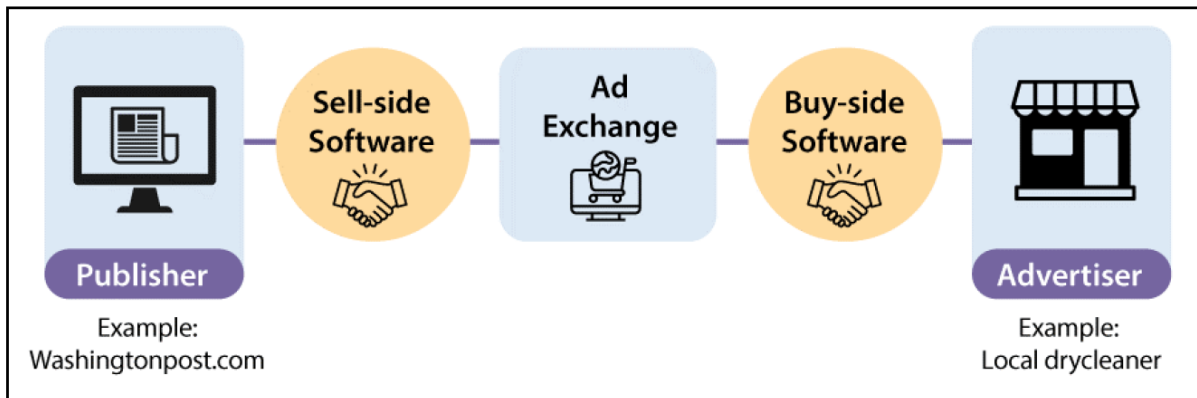 Sell-side
Software
Ad
Exchange
Buy-side
Software
Publisher
Advertiser
Example:
Washingtonpost.com
Example:
Local drycleaner